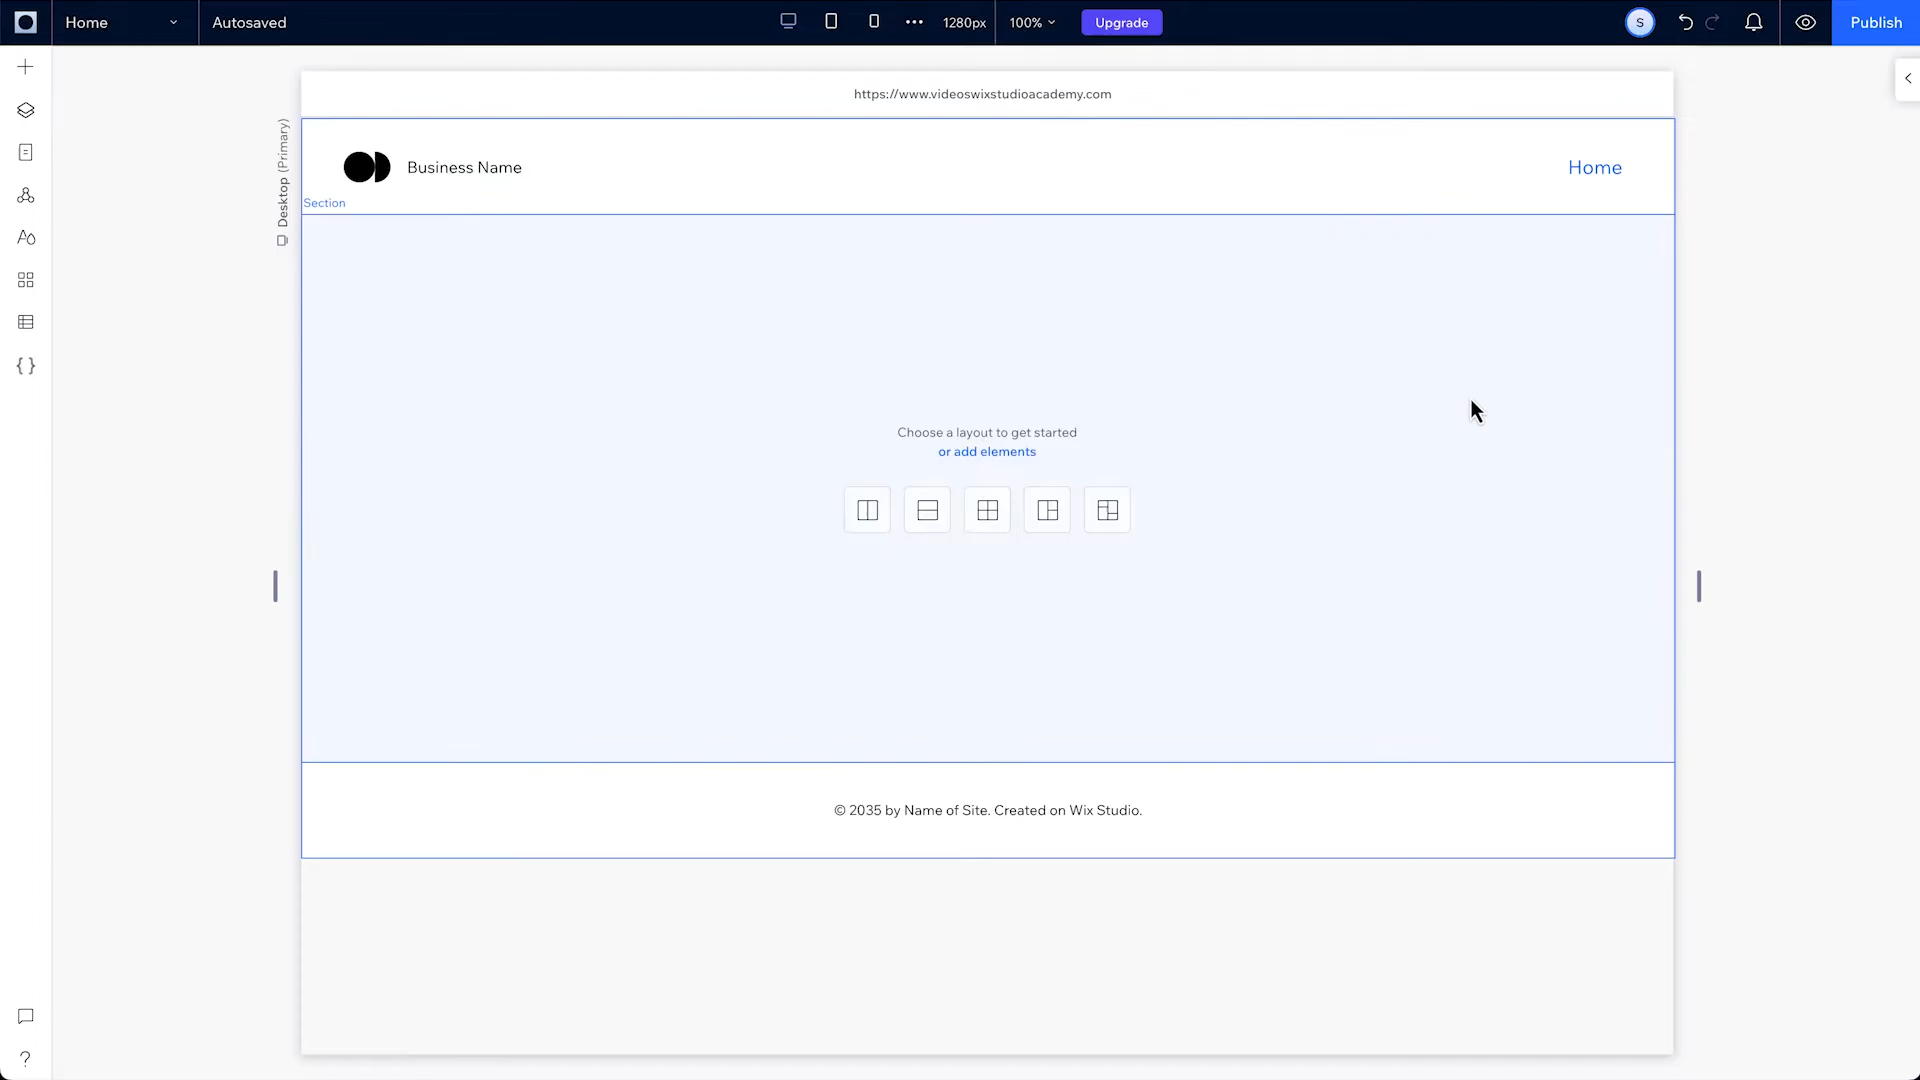 Home
Autosaved
1280px
100%
Upgrade
S
Publish
https://www.videoswixstudioacademy.com
Desktop (Primary)
Business Name
Home
Section
Choose a layout to get started
or add elements
© 2035 by Name of Site. Created on Wix Studio.